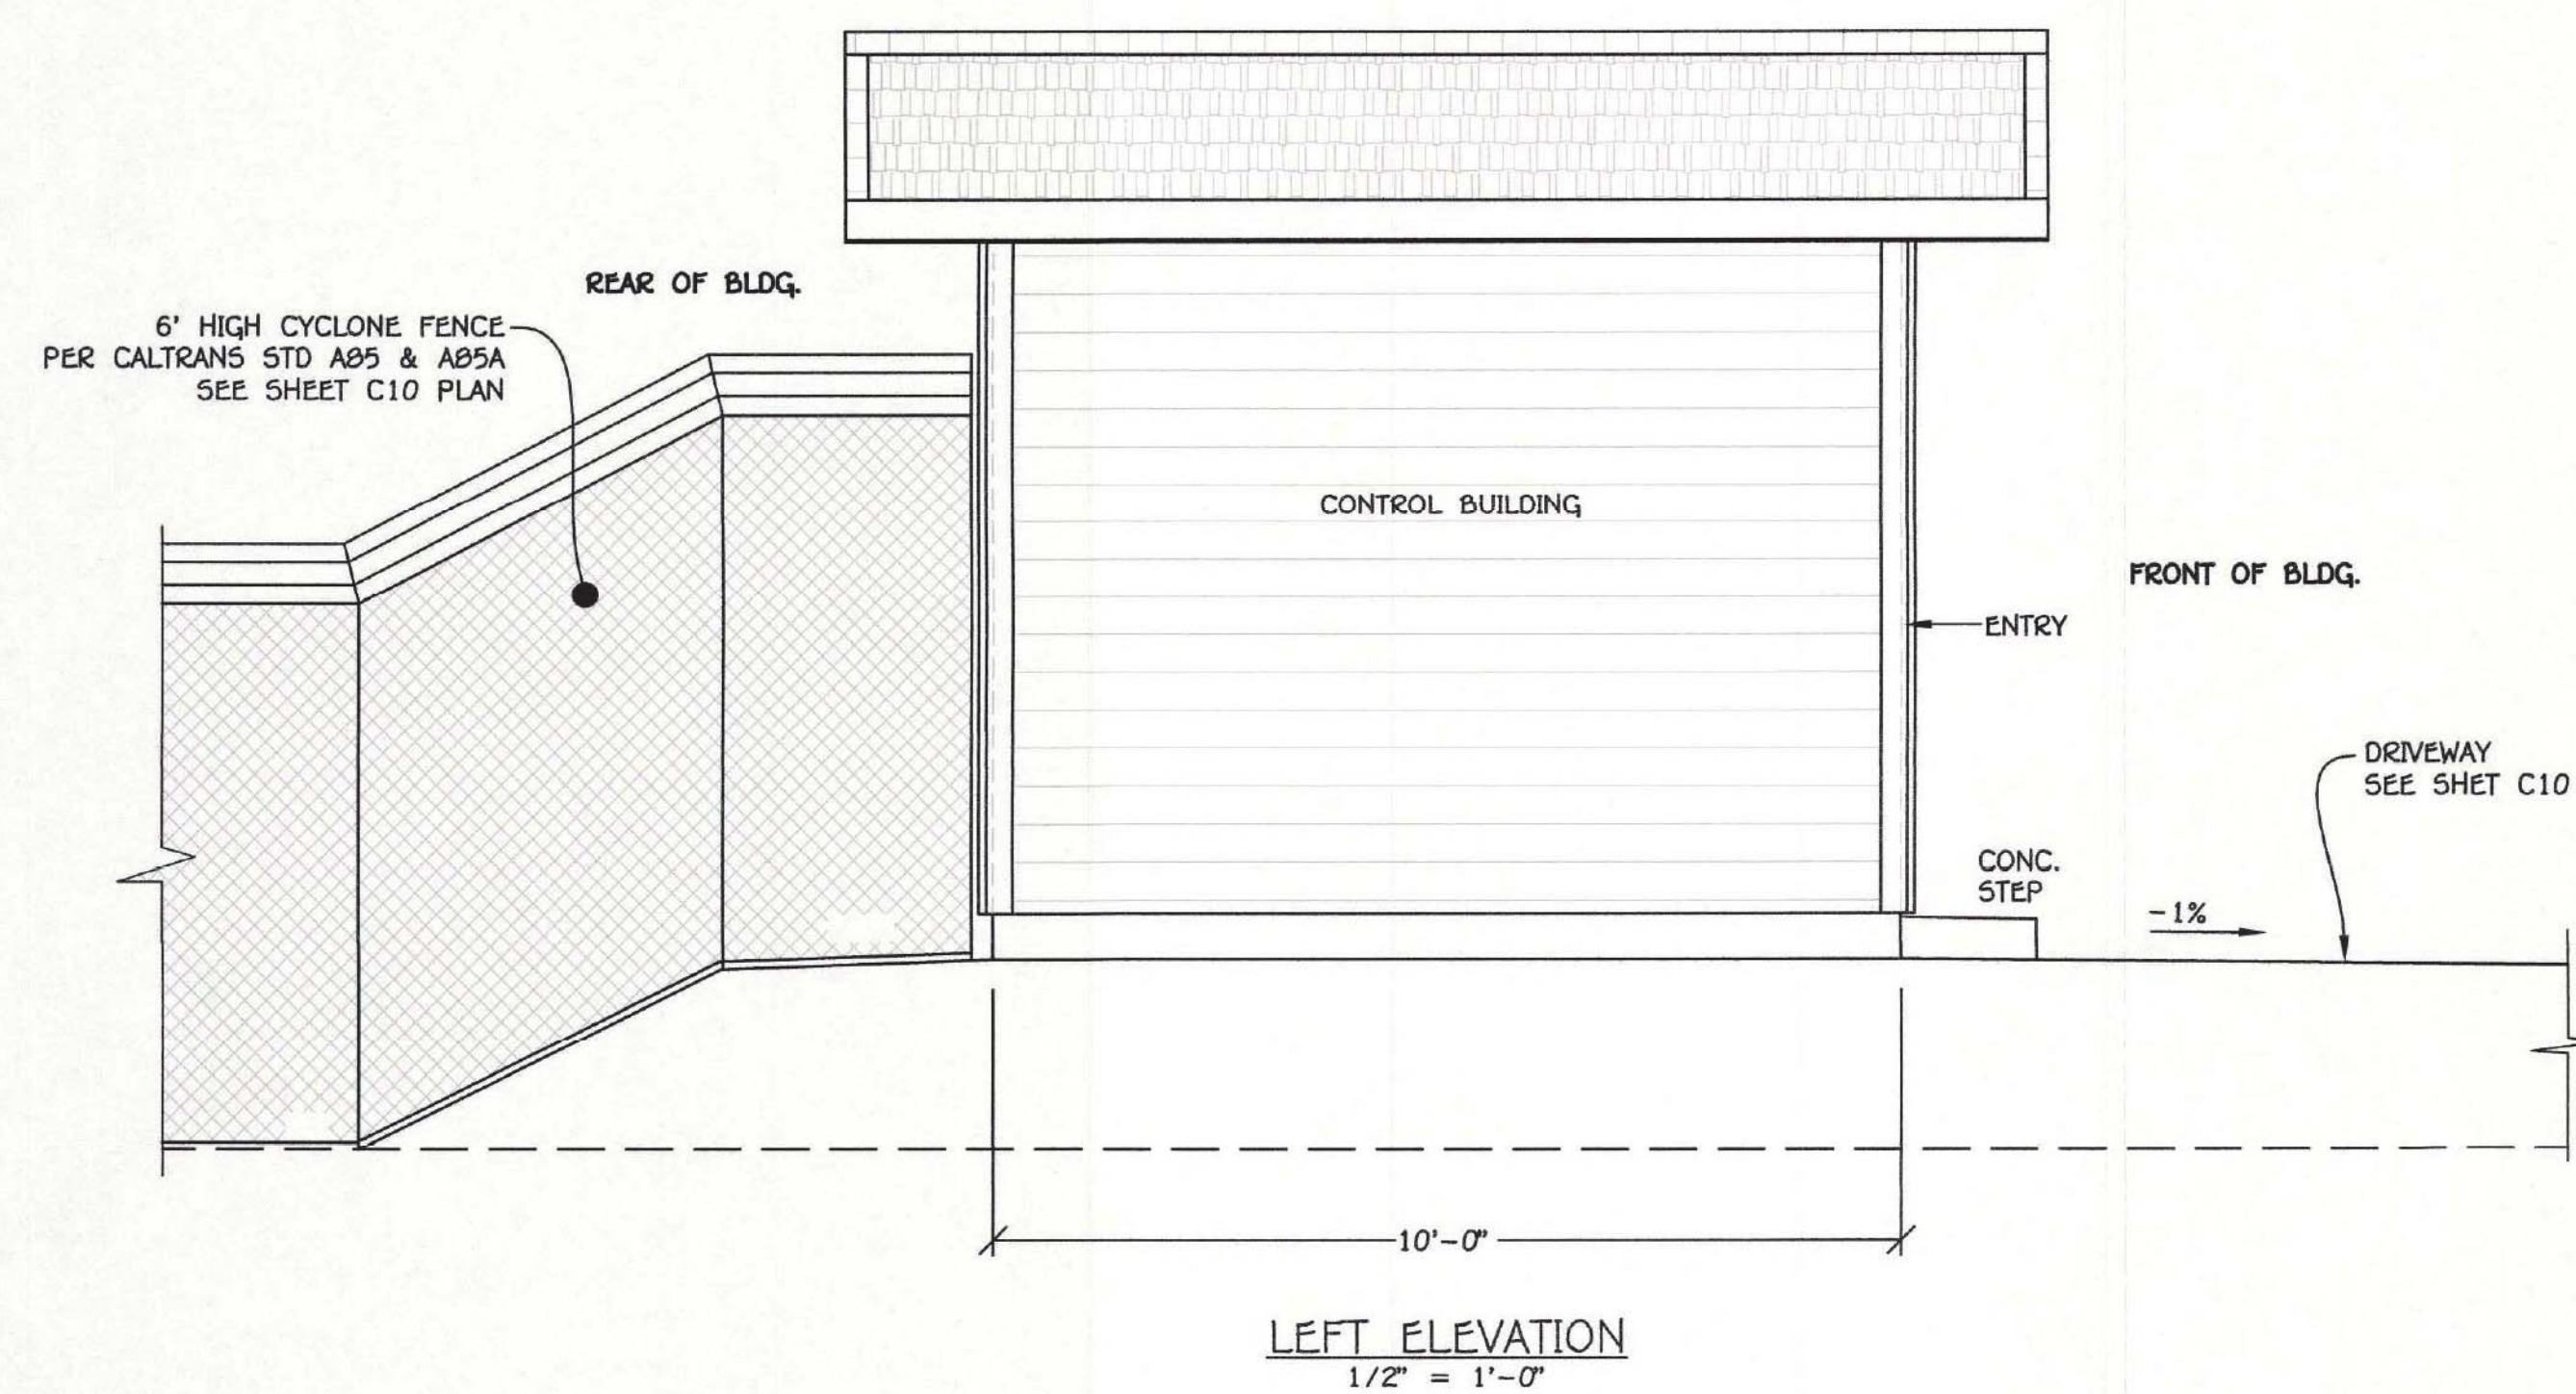 REAR OF BLDG.
6' HIGH CYCLONE FENCE
PER CALTRANS STD A85 & A85A
SEE SHEET C10 PLAN
CONTROL BUILDING
FRONT OF BLDG.
ENTRY
DRIVEWAY
SEE SHET C10
CONC.
STEP
-1%
10'-0"
LEFT ELEVATION
1/2" = 1'-0"